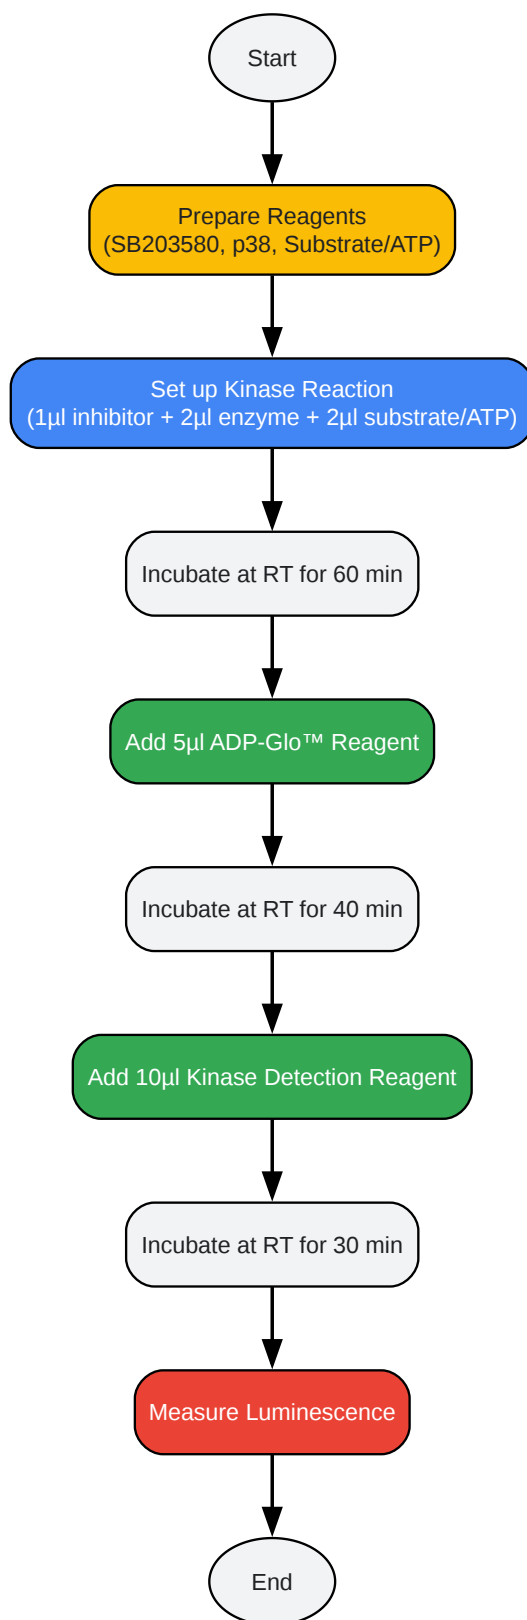 Start
Prepare Reagents
(SB203580, p38, Substrate/ATP)
Set up Kinase Reaction
(1µl inhibitor + 2µl enzyme + 2µl substrate/ATP)
Incubate at RT for 60 min
Add 5µl ADP-Glo™ Reagent
Incubate at RT for 40 min
Add 10µl Kinase Detection Reagent
Incubate at RT for 30 min
Measure Luminescence
End